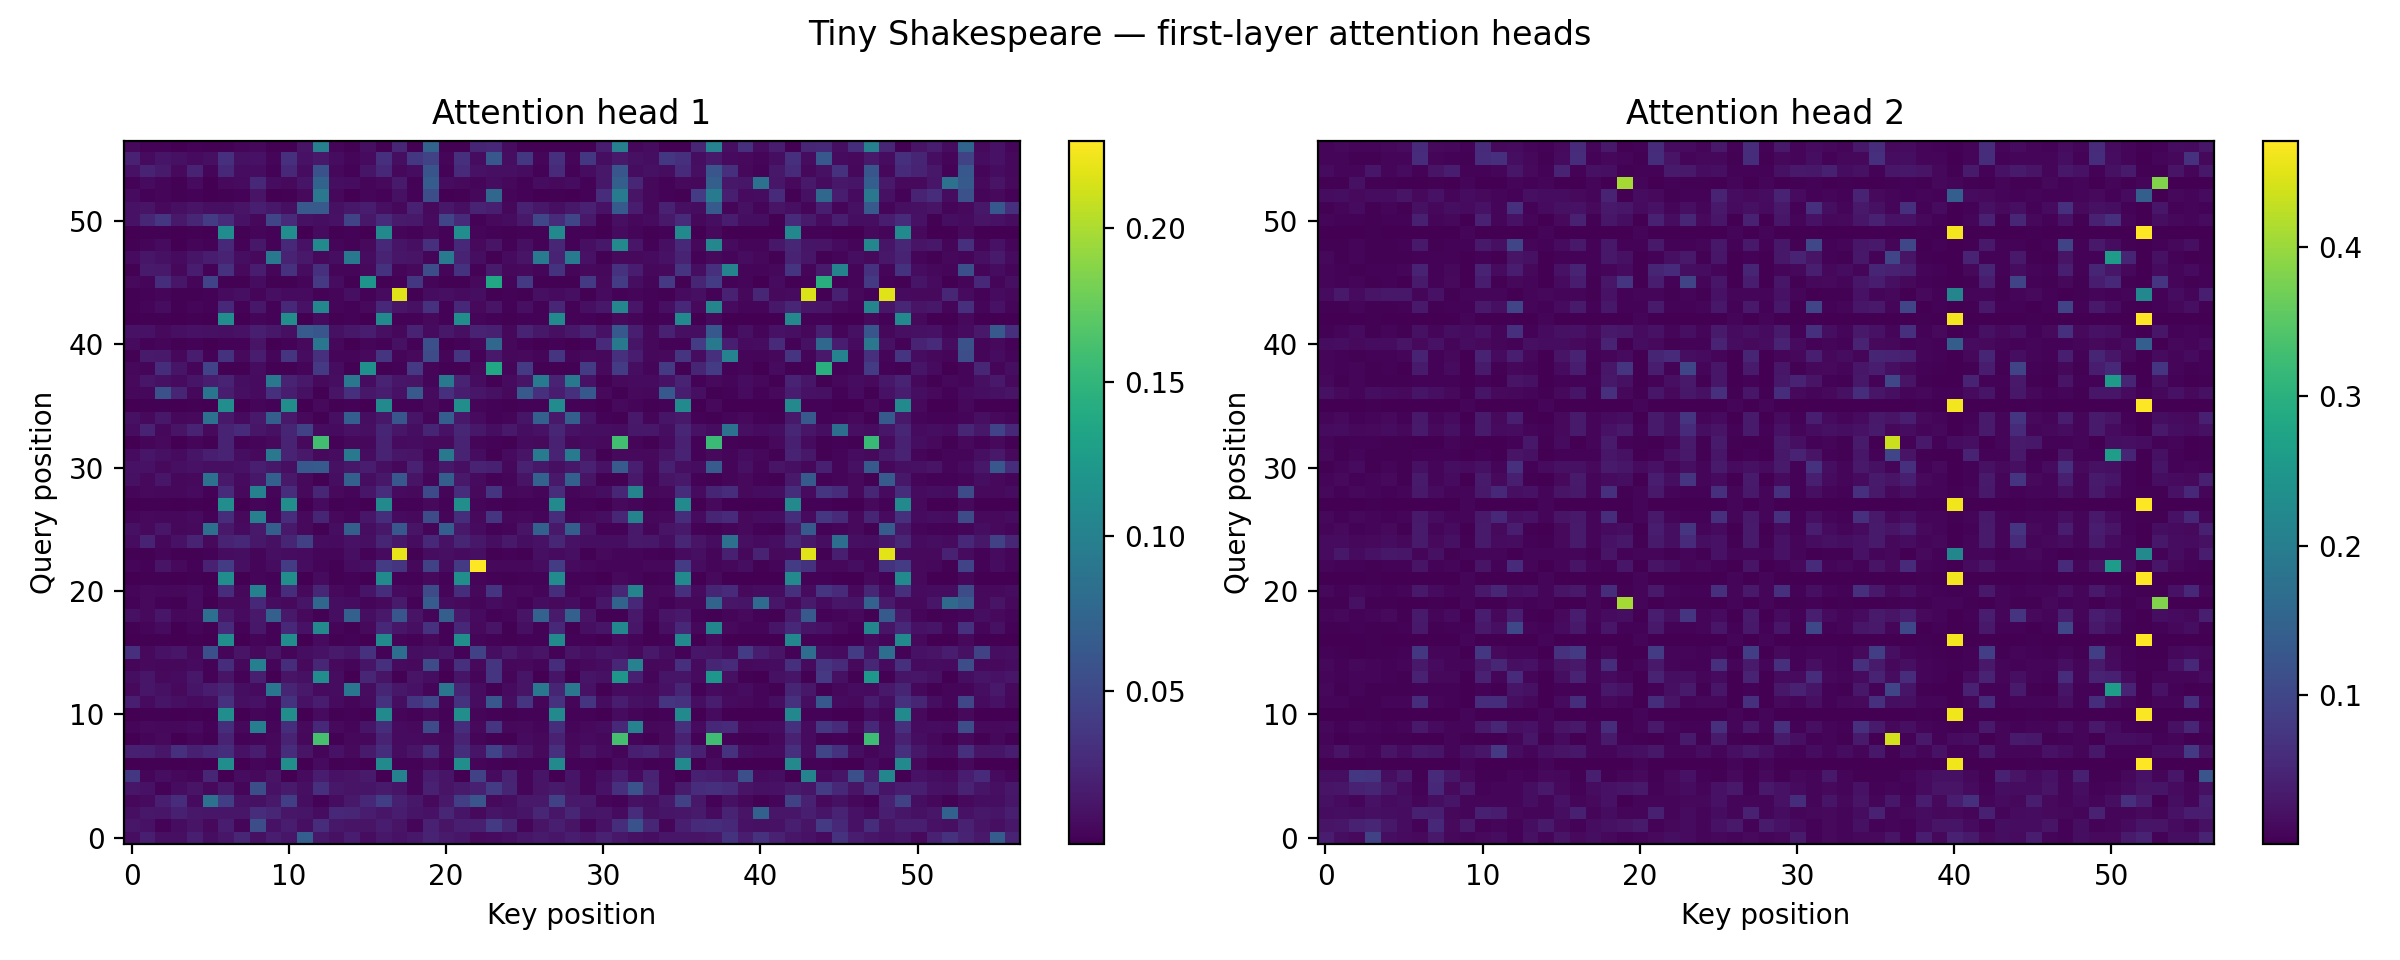 Tiny Shakespeare — first-layer attention heads
Attention head 1
Query position
50
40
30
20
10
0
0 10 20 30 40 50
Key position
0.20
0.15
0.10
0.05
Attention head 2
Query position
50
40
30
20
10
0
0 10 20 30 40 50
Key position
0.4
0.3
0.2
0.1